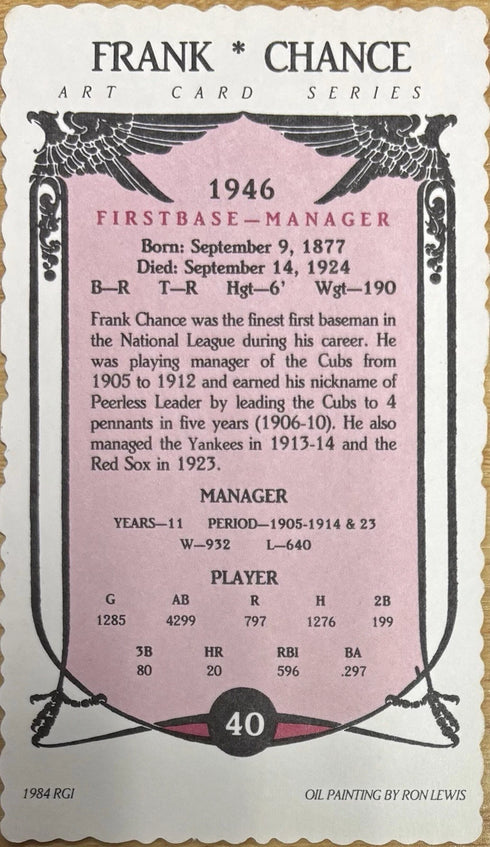 FRANK * CHANCE
ART CARD SERIES
1946
FIRSTBASE—MANAGER
Born: September 9, 1877
Died: September 14, 1924
B—R T—R Hgt—6' Wgt—190
Frank Chance was the finest first baseman in
the National League during his career. He
was playing manager of the Cubs from
1905 to 1912 and earned his nickname of
Peerless Leader by leading the Cubs to 4
pennants in five years (1906-10). He also
managed the Yankees in 1913-14 and the
Red Sox in 1923.
MANAGER
YEARS—11 PERIOD—1905-1914 & 23
W—932 L—640
PLAYER
G AB R H 2B
1285 4299 797 1276 199
3B HR RBI BA
80 20 596 .297
40
1984 RGI OIL PAINTING BY RON LEWIS